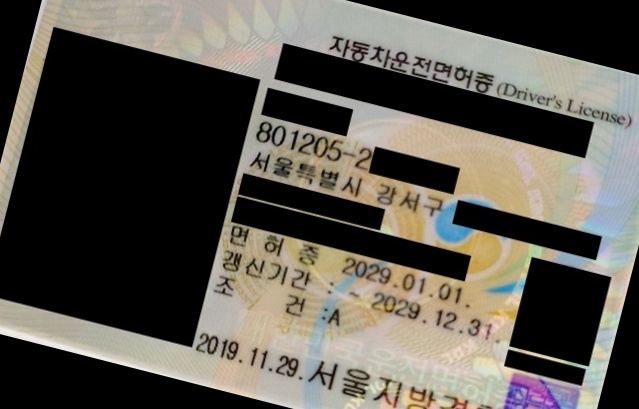 자동차운전면허증 (Driver's License)
801205-2
서울특별시 강서구
면 허 증 2029.01.01.
갱신기간 : ~ 2029.12.31.
조 건 :A
2019.11.29. 서울지방경